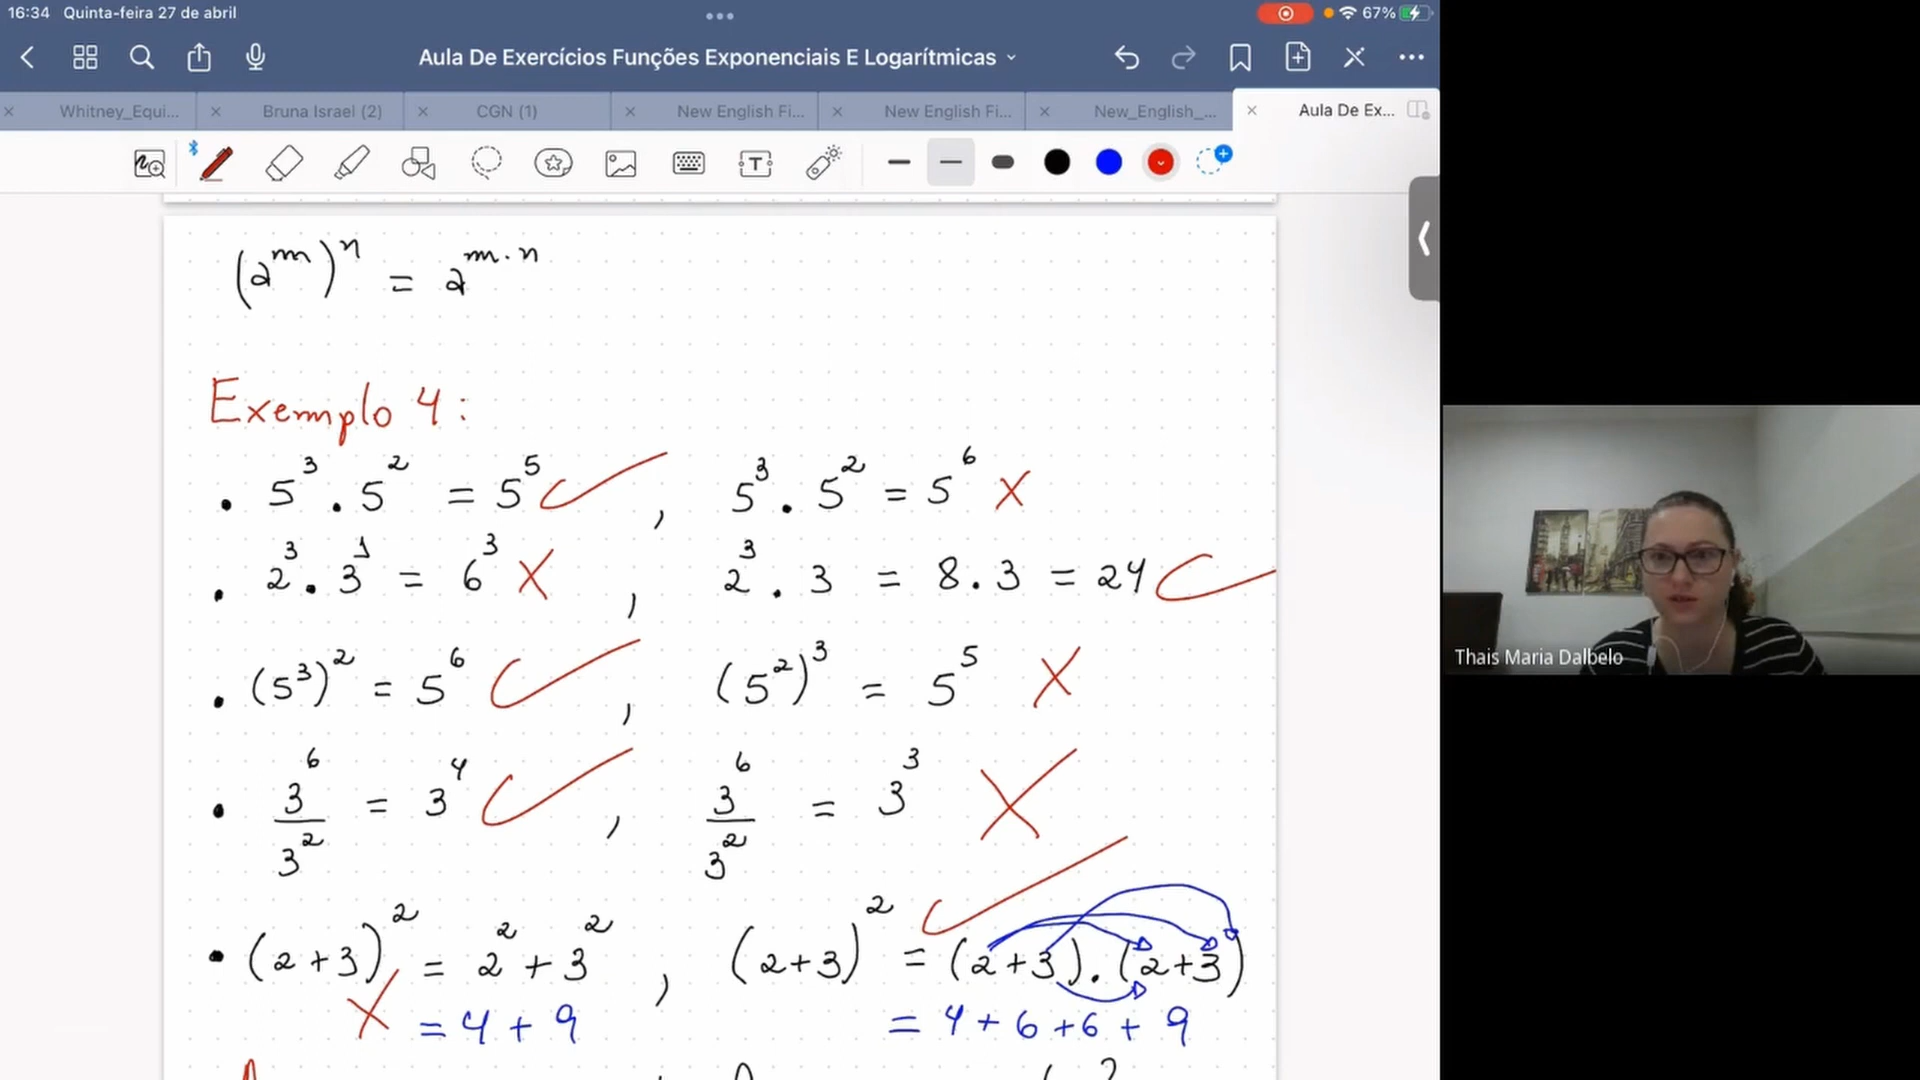 16:34 Quinta-feira 27 de abril
67%
Aula De Exercícios Funções Exponenciais E Logarítmicas
Whitney_Equi...
Bruna Israel (2)
CGN (1)
New English Fi...
New English Fi...
New_English_...
Aula De Ex...
(2^m)^n = 2^{m·n}
Exemplo 4:
• 5^3 . 5^2 = 5^5 ✓ , 5^3 . 5^2 = 5^6 X
• 2^3 . 3^1 = 6^3 X , 2^3 . 3 = 8 . 3 = 24 ✓
• (5^3)^2 = 5^6 ✓ , (5^2)^3 = 5^5 X
• 3^6/3^2 = 3^4 ✓ , 3^6/3^2 = 3^3 X
• (2+3)^2 = 2^2 + 3^2 , (2+3)^2 = (2+3).(2+3) ✓
X = 4 + 9 = 4 + 6 + 6 + 9
Thais Maria Dalbelo